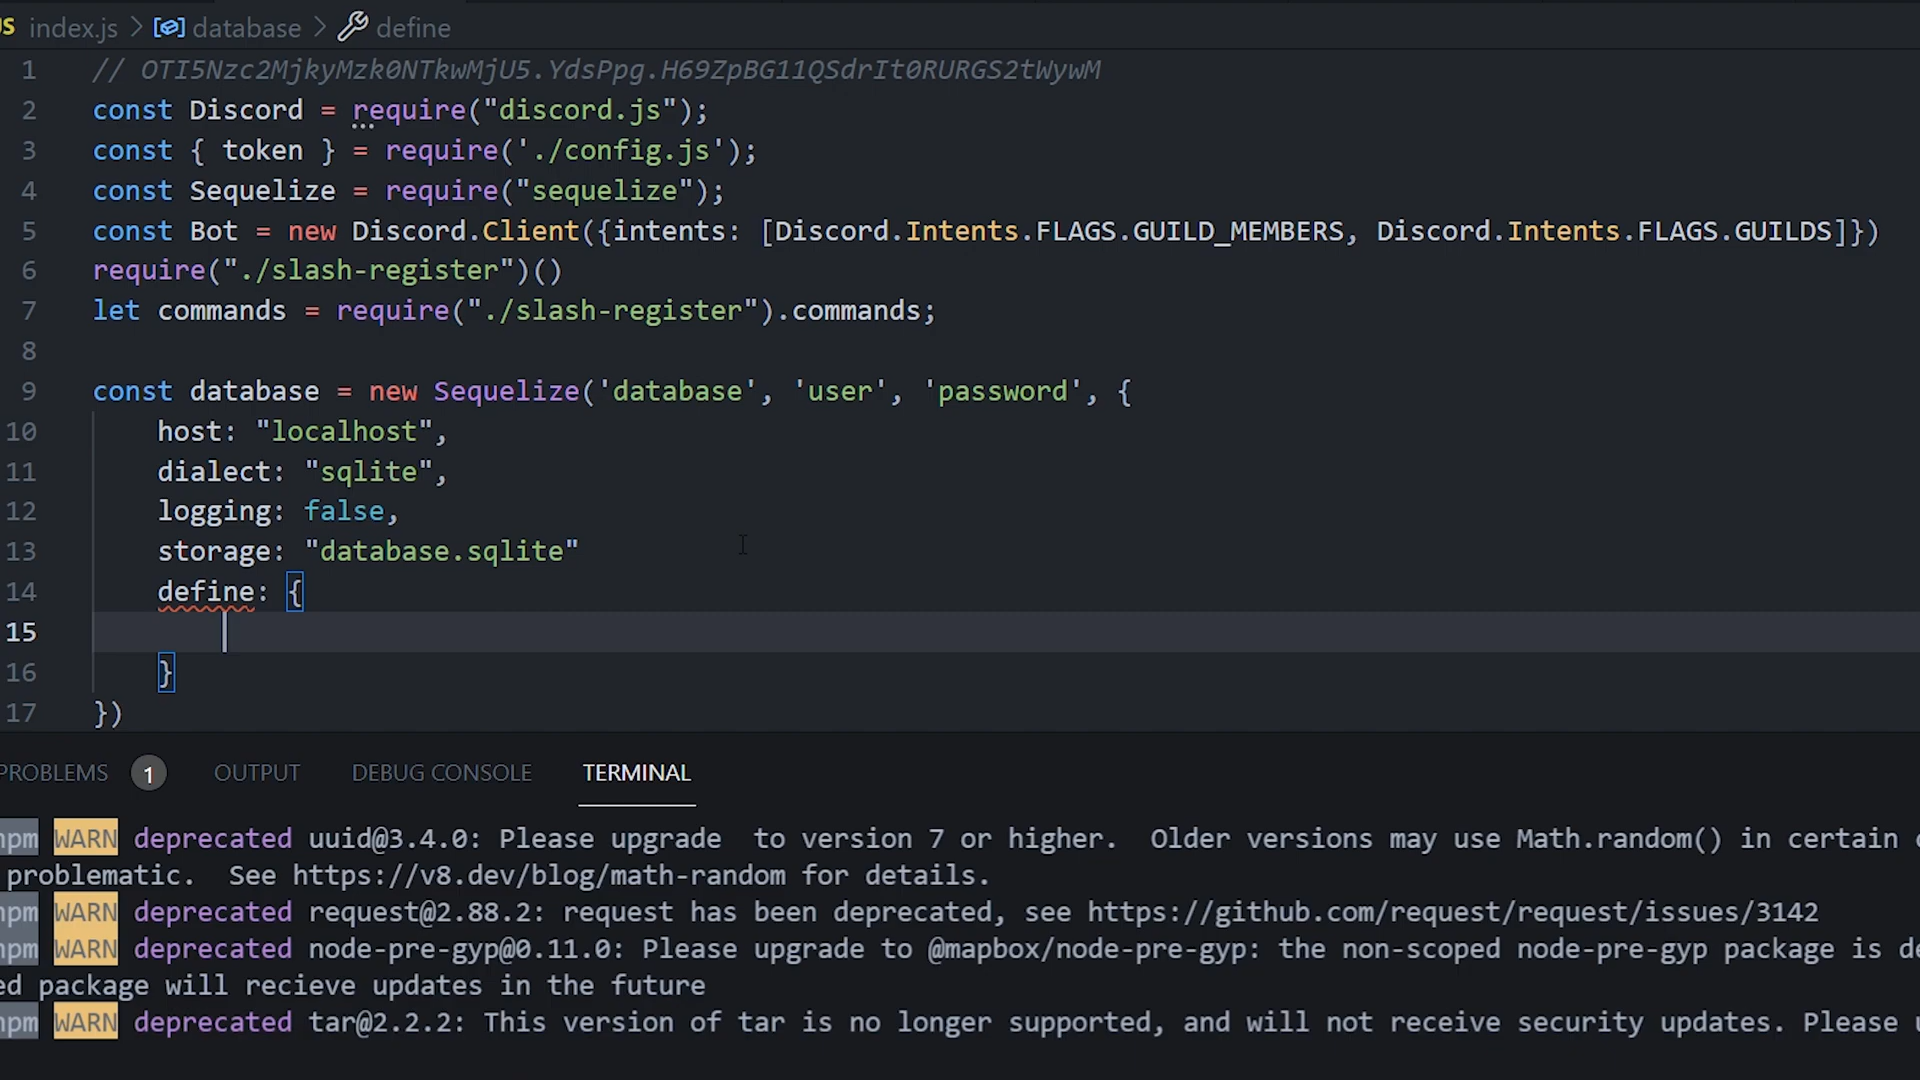 JS index.js > database > define
1 // OTI5Nzc2MjkyMzk0NTkwMjU5.YdsPpg.H69ZpBG11QSdrIt0RURGS2tWywM
2 const Discord = require("discord.js");
3 const { token } = require('./config.js');
4 const Sequelize = require("sequelize");
5 const Bot = new Discord.Client({intents: [Discord.Intents.FLAGS.GUILD_MEMBERS, Discord.Intents.FLAGS.GUILDS]})
6 require("./slash-register")()
7 let commands = require("./slash-register").commands;
8
9 const database = new Sequelize('database', 'user', 'password', {
10 host: "localhost",
11 dialect: "sqlite",
12 logging: false,
13 storage: "database.sqlite"
14 define: {
15
16 }
17 })
PROBLEMS 1 OUTPUT DEBUG CONSOLE TERMINAL
npm WARN deprecated uuid@3.4.0: Please upgrade  to version 7 or higher.  Older versions may use Math.random() in certain
problematic.  See https://v8.dev/blog/math-random for details.
npm WARN deprecated request@2.88.2: request has been deprecated, see https://github.com/request/request/issues/3142
npm WARN deprecated node-pre-gyp@0.11.0: Please upgrade to @mapbox/node-pre-gyp: the non-scoped node-pre-gyp package is de
ed package will recieve updates in the future
npm WARN deprecated tar@2.2.2: This version of tar is no longer supported, and will not receive security updates. Please